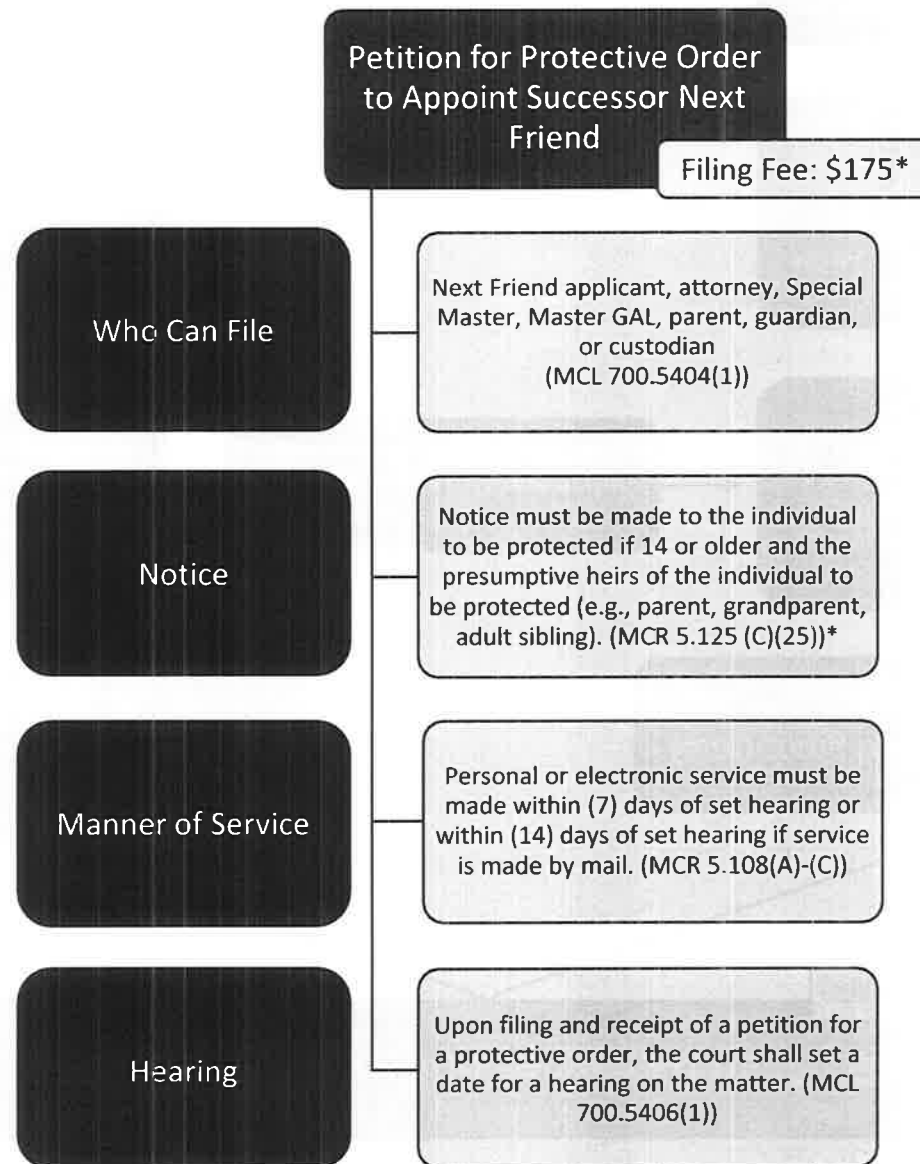 Petition for Protective Order
to Appoint Successor Next
Friend
Filing Fee: $175*
Who Can File
Next Friend applicant, attorney, Special
Master, Master GAL, parent, guardian,
or custodian
(MCL 700.5404(1))
Notice
Notice must be made to the individual
to be protected if 14 or older and the
presumptive heirs of the individual to
be protected (e.g., parent, grandparent,
adult sibling). (MCR 5.125 (C)(25))*
Manner of Service
Personal or electronic service must be
made within (7) days of set hearing or
within (14) days of set hearing if service
is made by mail. (MCR 5.108(A)-(C))
Hearing
Upon filing and receipt of a petition for
a protective order, the court shall set a
date for a hearing on the matter. (MCL
700.5406(1))